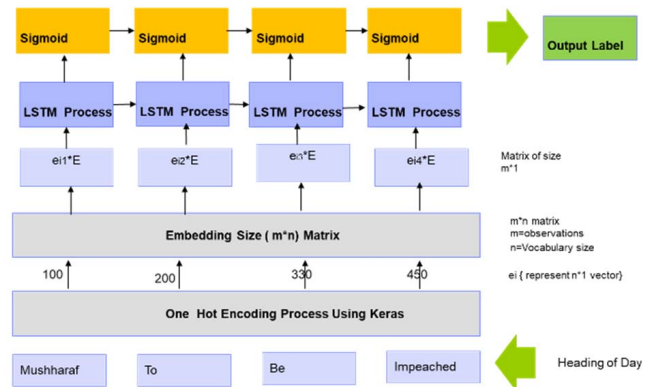 Sigmoid Sigmoid Sigmoid Sigmoid
Output Label
LSTM Process LSTM Process LSTM Process LSTM Process
ei1*E ei2*E ei3*E ei4*E
Matrix of size
m*1
Embedding Size ( m*n) Matrix
m*n matrix
m=observations
n=Vocabulary size
100 200 330 450
ei { represent n*1 vector}
One Hot Encoding Process Using Keras
Mushharaf To Be Impeached
Heading of Day